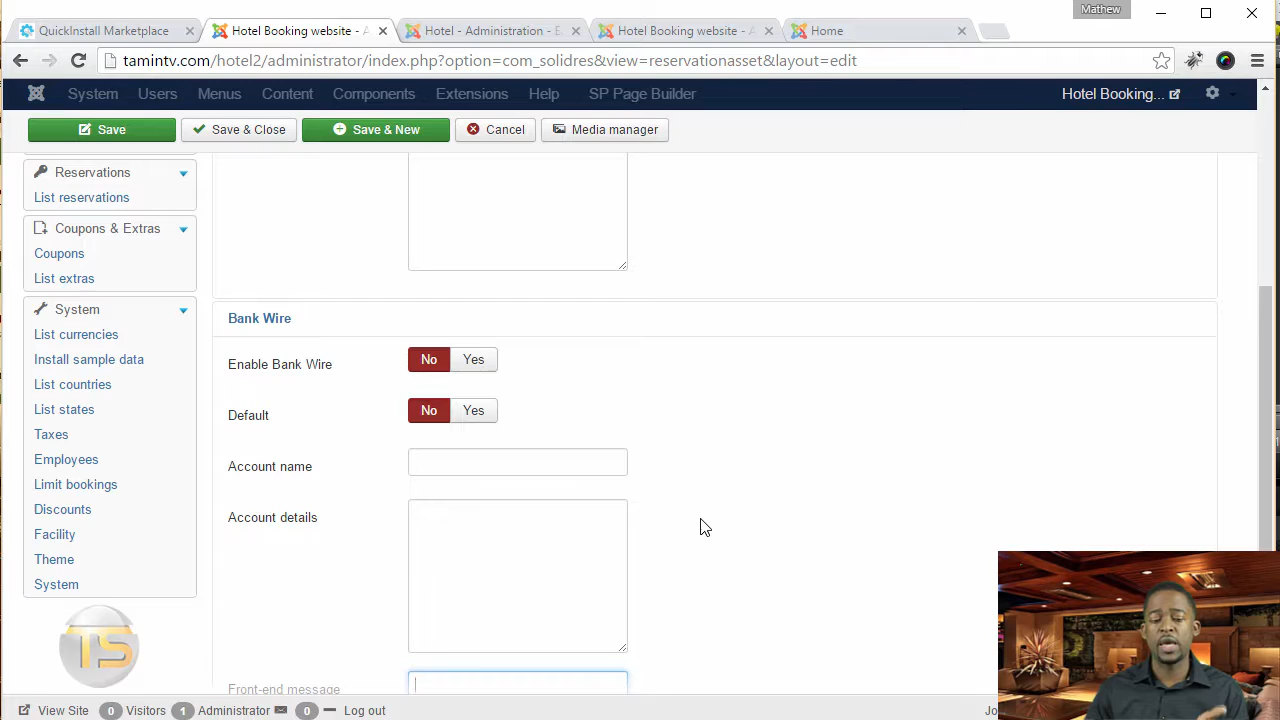 Mathew
QuickInstall Marketplace
Hotel Booking website - A
Hotel - Administration - E
Hotel Booking website - A
Home
tamintv.com/hotel2/administrator/index.php?option=com_solidres&view=reservationasset&layout=edit
System Users Menus Content Components Extensions Help SP Page Builder
Hotel Booking...
Save
Save & Close
Save & New
Cancel
Media manager
Reservations
List reservations
Coupons & Extras
Coupons
List extras
System
List currencies
Install sample data
List countries
List states
Taxes
Employees
Limit bookings
Discounts
Facility
Theme
System
TS
Bank Wire
Enable Bank Wire
No Yes
Default
No Yes
Account name
Account details
Front-end message
View Site 0 Visitors 1 Administrator 0 Log out
Jo